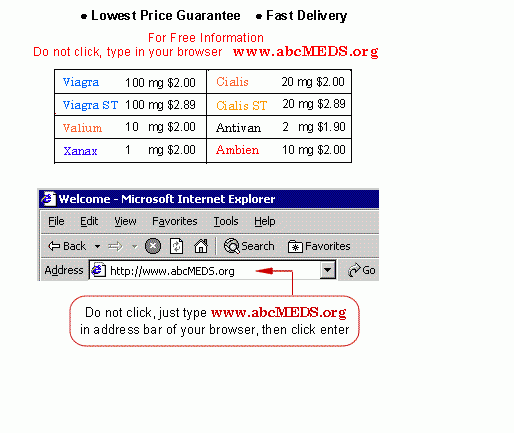 ● Lowest Price Guarantee ● Fast Delivery
For Free Information
Do not click, type in your browser www.abcMEDS.org
Viagra 100 mg $2.00 Cialis 20 mg $2.00
Viagra ST 100 mg $2.89 Cialis ST 20 mg $2.89
Valium 10 mg $2.00 Antivan 2 mg $1.90
Xanax 1 mg $2.00 Ambien 10 mg $2.00
Welcome - Microsoft Internet Explorer
File Edit View Favorites Tools Help
Back Search Favorites
Address http://www.abcMEDS.org Go
Do not click, just type www.abcMEDS.org
in address bar of your browser, then click enter